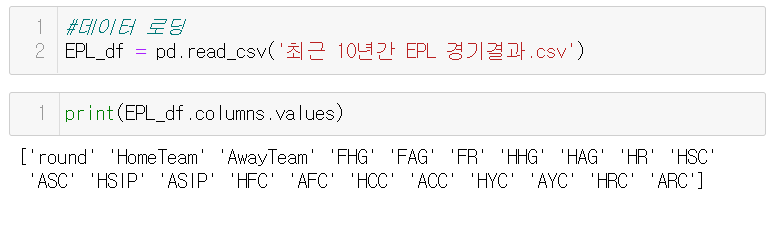 1 #데이터 로딩
2 EPL_df = pd.read_csv('최근 10년간 EPL 경기결과.csv')
1 print(EPL_df.columns.values)
['round' 'HomeTeam' 'AwayTeam' 'FHG' 'FAG' 'FR' 'HHG' 'HAG' 'HR' 'HSC'
'ASC' 'HSIP' 'ASIP' 'HFC' 'AFC' 'HCC' 'ACC' 'HYC' 'AYC' 'HRC' 'ARC']